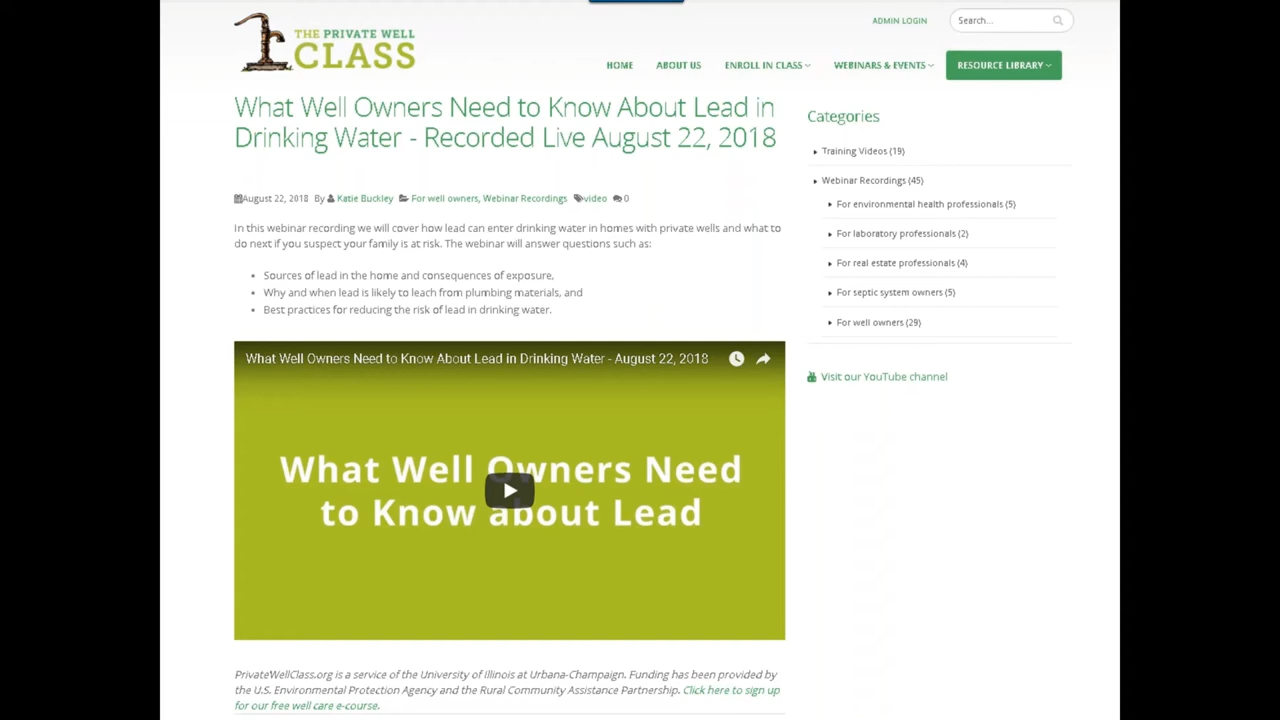 THE PRIVATE WELL
CLASS
ADMIN LOGIN
Search...
HOME
ABOUT US
ENROLL IN CLASS
WEBINARS & EVENTS
RESOURCE LIBRARY
What Well Owners Need to Know About Lead in
Drinking Water - Recorded Live August 22, 2018
August 22, 2018 By Katie Buckley For well owners, Webinar Recordings video 0
In this webinar recording we will cover how lead can enter drinking water in homes with private wells and what to
do next if you suspect your family is at risk. The webinar will answer questions such as:
• Sources of lead in the home and consequences of exposure,
• Why and when lead is likely to leach from plumbing materials, and
• Best practices for reducing the risk of lead in drinking water.
What Well Owners Need to Know About Lead in Drinking Water - August 22, 2018
What Well Owners Need
to Know about Lead
PrivateWellClass.org is a service of the University of Illinois at Urbana-Champaign. Funding has been provided by
the U.S. Environmental Protection Agency and the Rural Community Assistance Partnership. Click here to sign up
for our free well care e-course.
Categories
Training Videos (19)
Webinar Recordings (45)
For environmental health professionals (5)
For laboratory professionals (2)
For real estate professionals (4)
For septic system owners (5)
For well owners (29)
Visit our YouTube channel